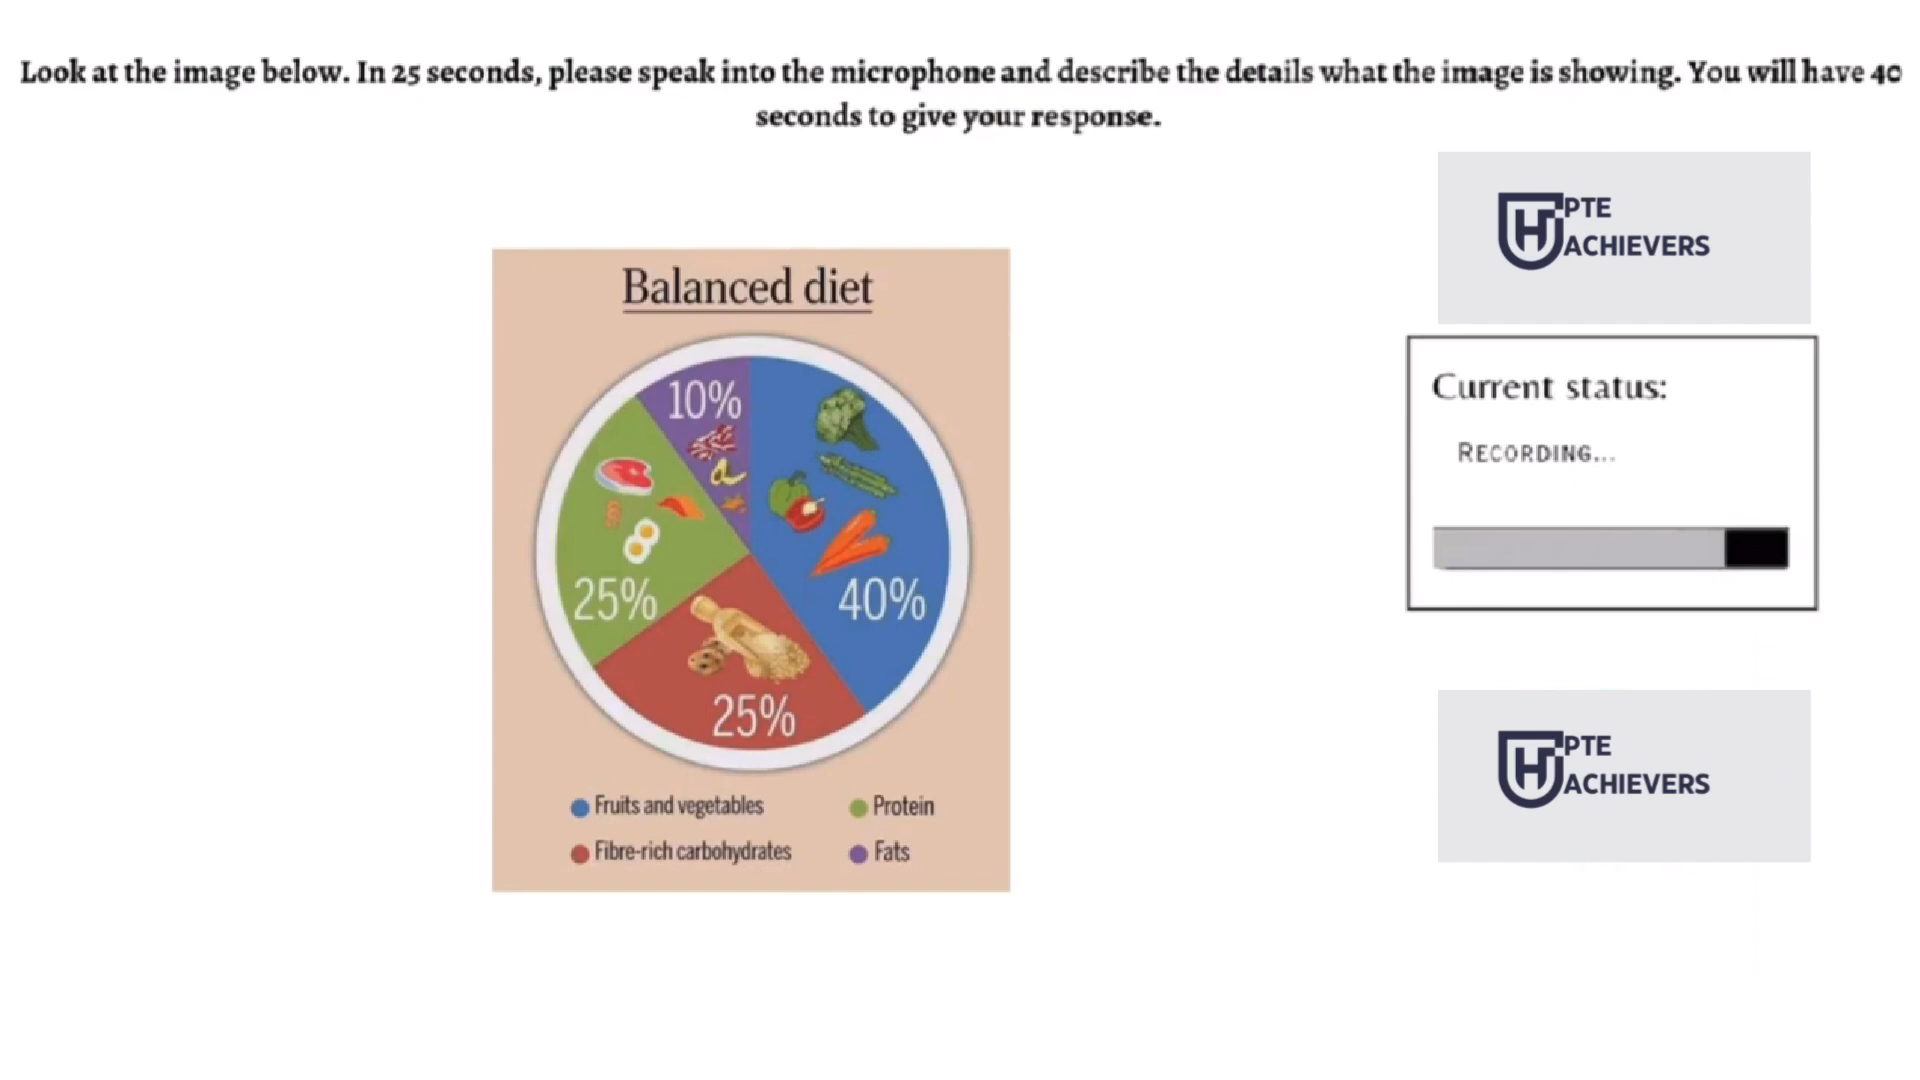 Look at the image below. In 25 seconds, please speak into the microphone and describe the details what the image is showing. You will have 40
seconds to give your response.
PTE
ACHIEVERS
Balanced diet
10%
40%
25%
25%
Fruits and vegetables
Protein
Fibre-rich carbohydrates
Fats
Current status:
RECORDING...
PTE
ACHIEVERS